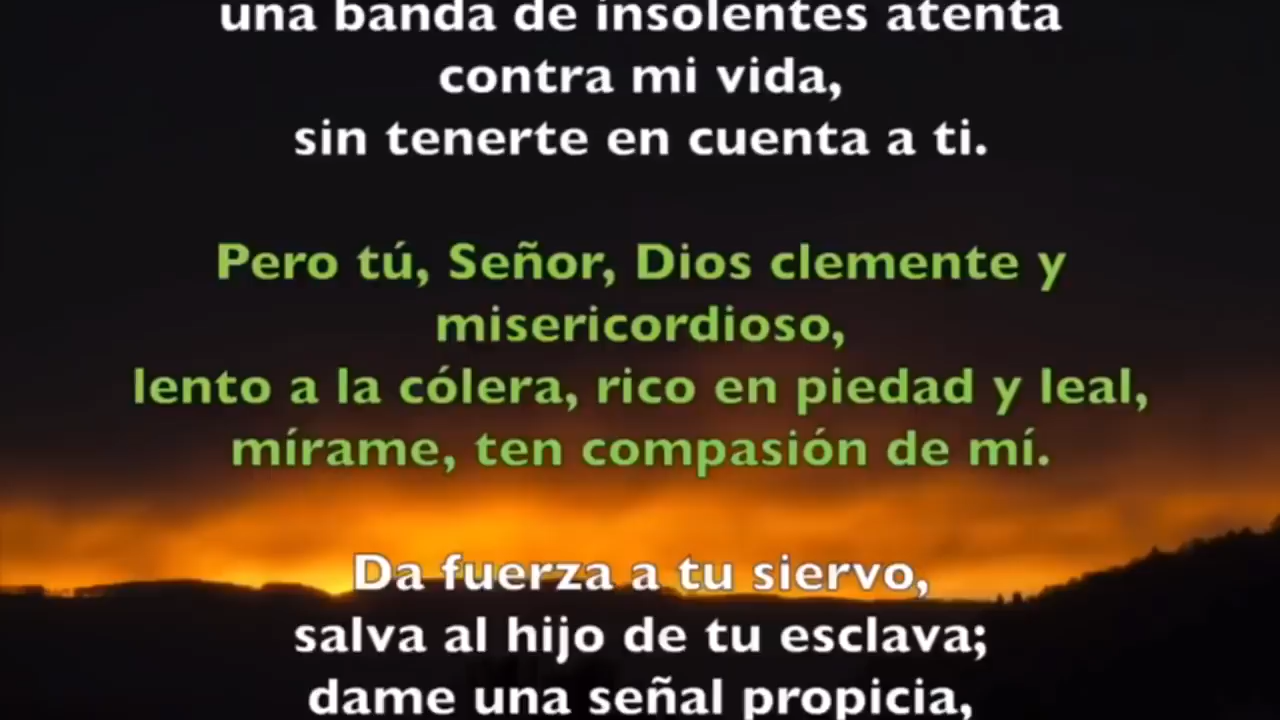 una banda de insolentes atenta
contra mi vida,
sin tenerte en cuenta a ti.
Pero tú, Señor, Dios clemente y
misericordioso,
lento a la cólera, rico en piedad y leal,
mírame, ten compasión de mí.
Da fuerza a tu siervo,
salva al hijo de tu esclava;
dame una señal propicia,